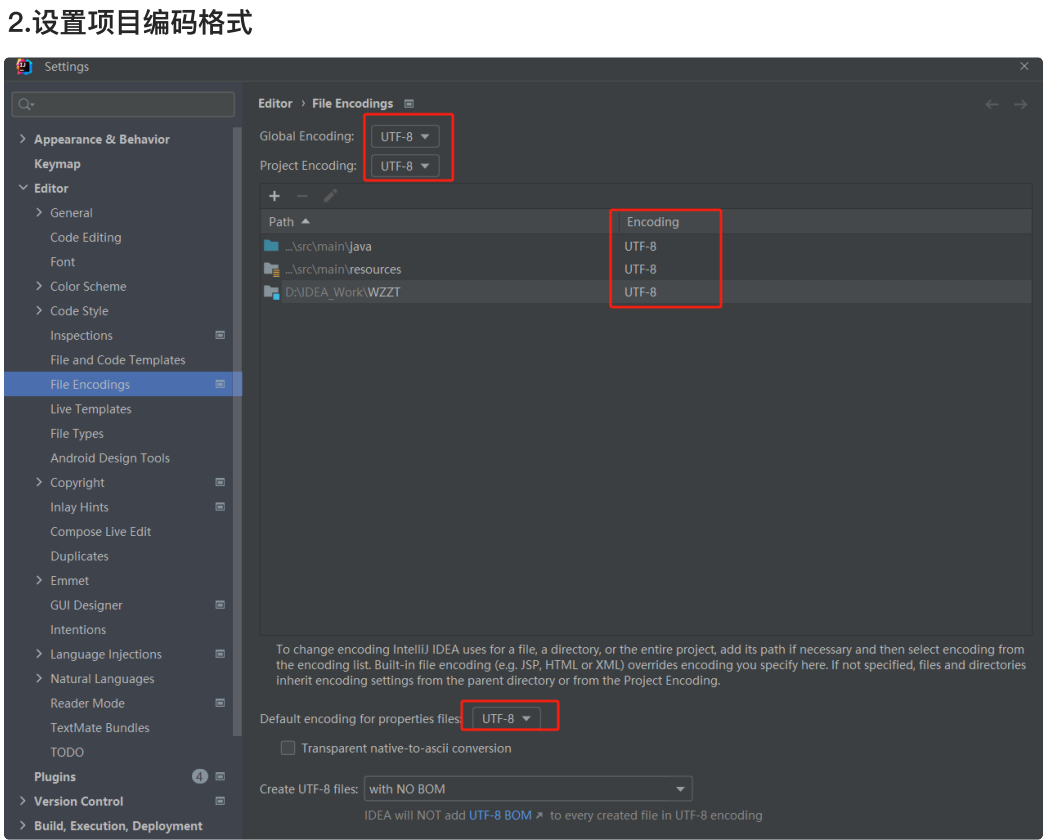 2.设置项目编码格式
Settings
Editor › File Encodings
Global Encoding: UTF-8
Project Encoding: UTF-8
Path Encoding
...\src\main\java UTF-8
...\src\main\resources UTF-8
D:\IDEA_Work\WZZT UTF-8
To change encoding IntelliJ IDEA uses for a file, a directory, or the entire project, add its path if necessary and then select encoding from
the encoding list. Built-in file encoding (e.g. JSP, HTML or XML) overrides encoding you specify here. If not specified, files and directories
inherit encoding settings from the parent directory or from the Project Encoding.
Default encoding for properties files: UTF-8
Transparent native-to-ascii conversion
Create UTF-8 files: with NO BOM
IDEA will NOT add UTF-8 BOM ↗ to every created file in UTF-8 encoding
Appearance & Behavior
Keymap
Editor
General
Code Editing
Font
Color Scheme
Code Style
Inspections
File and Code Templates
File Encodings
Live Templates
File Types
Android Design Tools
Copyright
Inlay Hints
Compose Live Edit
Duplicates
Emmet
GUI Designer
Intentions
Language Injections
Natural Languages
Reader Mode
TextMate Bundles
TODO
Plugins 4
Version Control
Build, Execution, Deployment